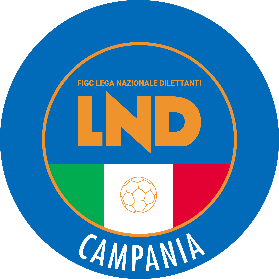 FIGC LEGA NAZIONALE DILETTANTI
LND
CAMPANIA